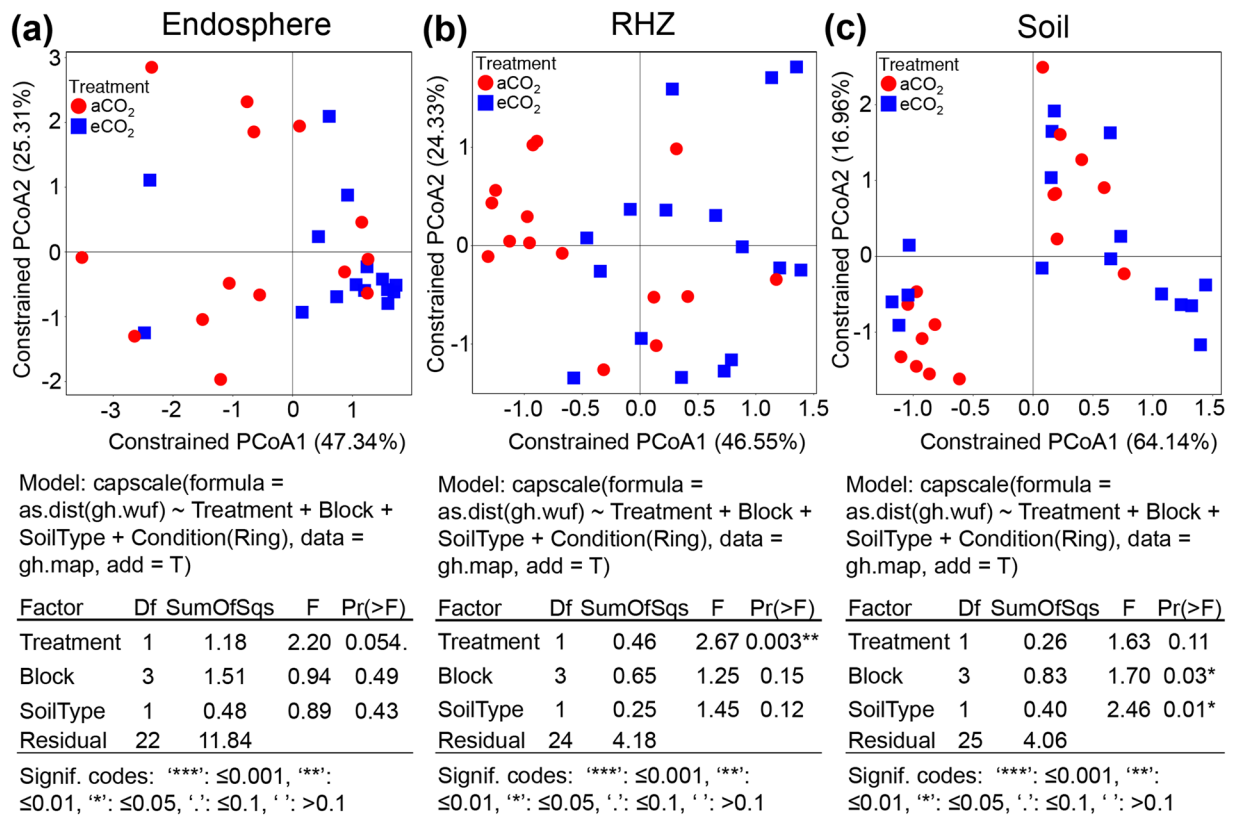 (a) Endosphere
Treatment
aCO₂
eCO₂
3
2
1
0
-1
-2
Constrained PCoA2 (25.31%)
-3 -2 -1 0 1
Constrained PCoA1 (47.34%)
Model: capscale(formula =
as.dist(gh.wuf) ~ Treatment + Block +
SoilType + Condition(Ring), data =
gh.map, add = T)
Factor Df SumOfSqs F Pr(>F)
Treatment 1 1.18 2.20 0.054.
Block 3 1.51 0.94 0.49
SoilType 1 0.48 0.89 0.43
Residual 22 11.84
Signif. codes: ‘***’: ≤0.001, ‘**’:
≤0.01, ‘*’: ≤0.05, ‘.’: ≤0.1, ‘ ’: >0.1
(b) RHZ
Treatment
aCO₂
eCO₂
1
0
-1
Constrained PCoA2 (24.33%)
-1.0 -0.5 0.0 0.5 1.0 1.5
Constrained PCoA1 (46.55%)
Model: capscale(formula =
as.dist(gh.wuf) ~ Treatment + Block +
SoilType + Condition(Ring), data =
gh.map, add = T)
Factor Df SumOfSqs F Pr(>F)
Treatment 1 0.46 2.67 0.003**
Block 3 0.65 1.25 0.15
SoilType 1 0.25 1.45 0.12
Residual 24 4.18
Signif. codes: ‘***’: ≤0.001, ‘**’:
≤0.01, ‘*’: ≤0.05, ‘.’: ≤0.1, ‘ ’: >0.1
(c) Soil
Treatment
aCO₂
eCO₂
2
1
0
-1
Constrained PCoA2 (16.96%)
-1.0 -0.5 0.0 0.5 1.0 1.5
Constrained PCoA1 (64.14%)
Model: capscale(formula =
as.dist(gh.wuf) ~ Treatment + Block +
SoilType + Condition(Ring), data =
gh.map, add = T)
Factor Df SumOfSqs F Pr(>F)
Treatment 1 0.26 1.63 0.11
Block 3 0.83 1.70 0.03*
SoilType 1 0.40 2.46 0.01*
Residual 25 4.06
Signif. codes: ‘***’: ≤0.001, ‘**’:
≤0.01, ‘*’: ≤0.05, ‘.’: ≤0.1, ‘ ’: >0.1